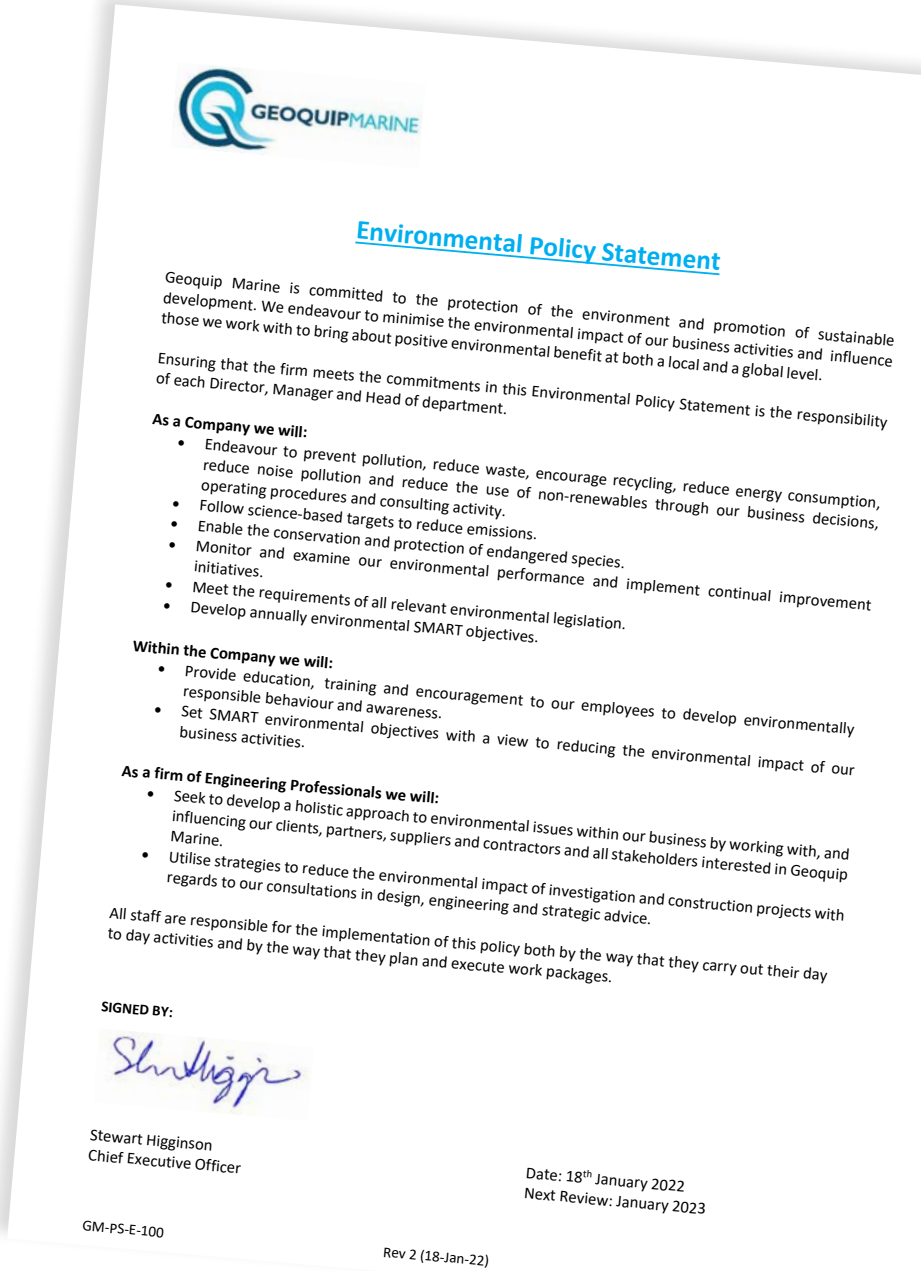 GEOQUIPMARINE
Environmental Policy Statement
Geoquip Marine is committed to the protection of the environment and promotion of sustainable
development. We endeavour to minimise the environmental impact of our business activities and influence
those we work with to bring about positive environmental benefit at both a local and a global level.
Ensuring that the firm meets the commitments in this Environmental Policy Statement is the responsibility
of each Director, Manager and Head of department.
As a Company we will:
• Endeavour to prevent pollution, reduce waste, encourage recycling, reduce energy consumption,
reduce noise pollution and reduce the use of non-renewables through our business decisions,
operating procedures and consulting activity.
• Follow science-based targets to reduce emissions.
• Enable the conservation and protection of endangered species.
• Monitor and examine our environmental performance and implement continual improvement
initiatives.
• Meet the requirements of all relevant environmental legislation.
• Develop annually environmental SMART objectives.
Within the Company we will:
• Provide education, training and encouragement to our employees to develop environmentally
responsible behaviour and awareness.
• Set SMART environmental objectives with a view to reducing the environmental impact of our
business activities.
As a firm of Engineering Professionals we will:
• Seek to develop a holistic approach to environmental issues within our business by working with, and
influencing our clients, partners, suppliers and contractors and all stakeholders interested in Geoquip
Marine.
• Utilise strategies to reduce the environmental impact of investigation and construction projects with
regards to our consultations in design, engineering and strategic advice.
All staff are responsible for the implementation of this policy both by the way that they carry out their day
to day activities and by the way that they plan and execute work packages.
SIGNED BY:
Stewart Higginson
Chief Executive Officer
Date: 18th January 2022
Next Review: January 2023
GM-PS-E-100
Rev 2 (18-Jan-22)